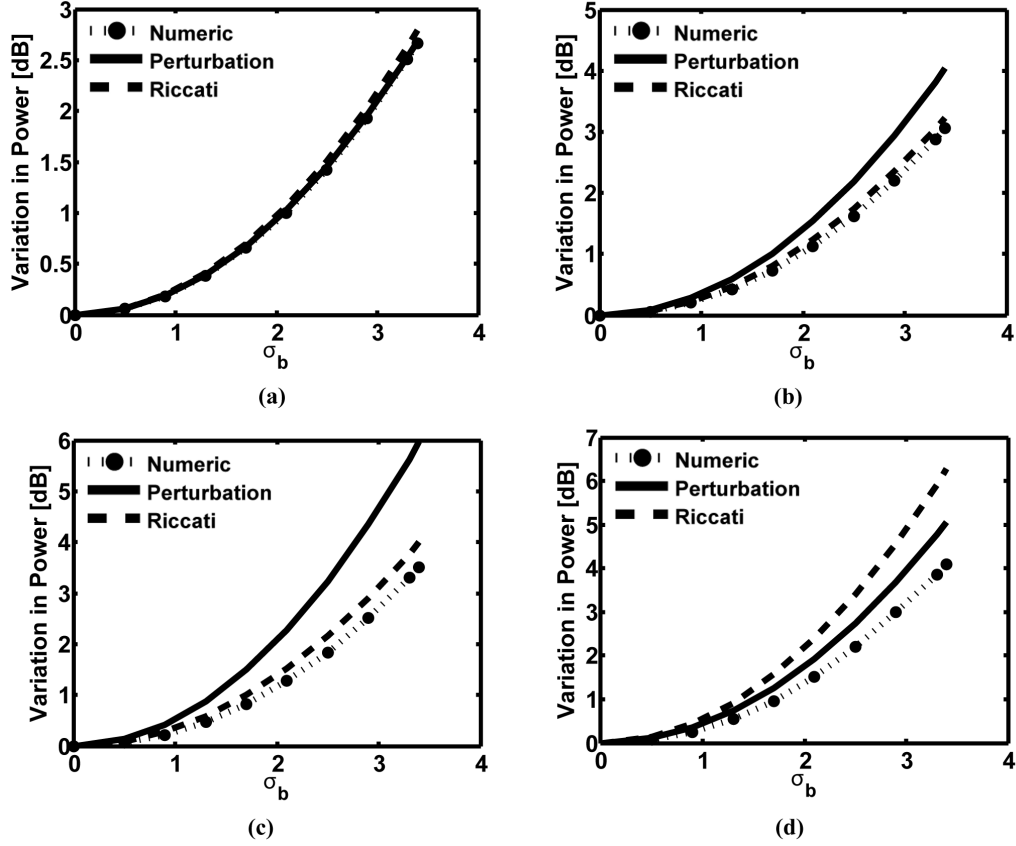 3
2.5
2
1.5
1
0.5
0
Variation in Power [dB]
Numeric
Perturbation
Riccati
0 1 2 3 4
σb
(a)
5
4
3
2
1
0
Variation in Power [dB]
Numeric
Perturbation
Riccati
0 1 2 3 4
σb
(b)
6
5
4
3
2
1
0
Variation in Power [dB]
Numeric
Perturbation
Riccati
0 1 2 3 4
σb
(c)
7
6
5
4
3
2
1
0
Variation in Power [dB]
Numeric
Perturbation
Riccati
0 1 2 3 4
σb
(d)